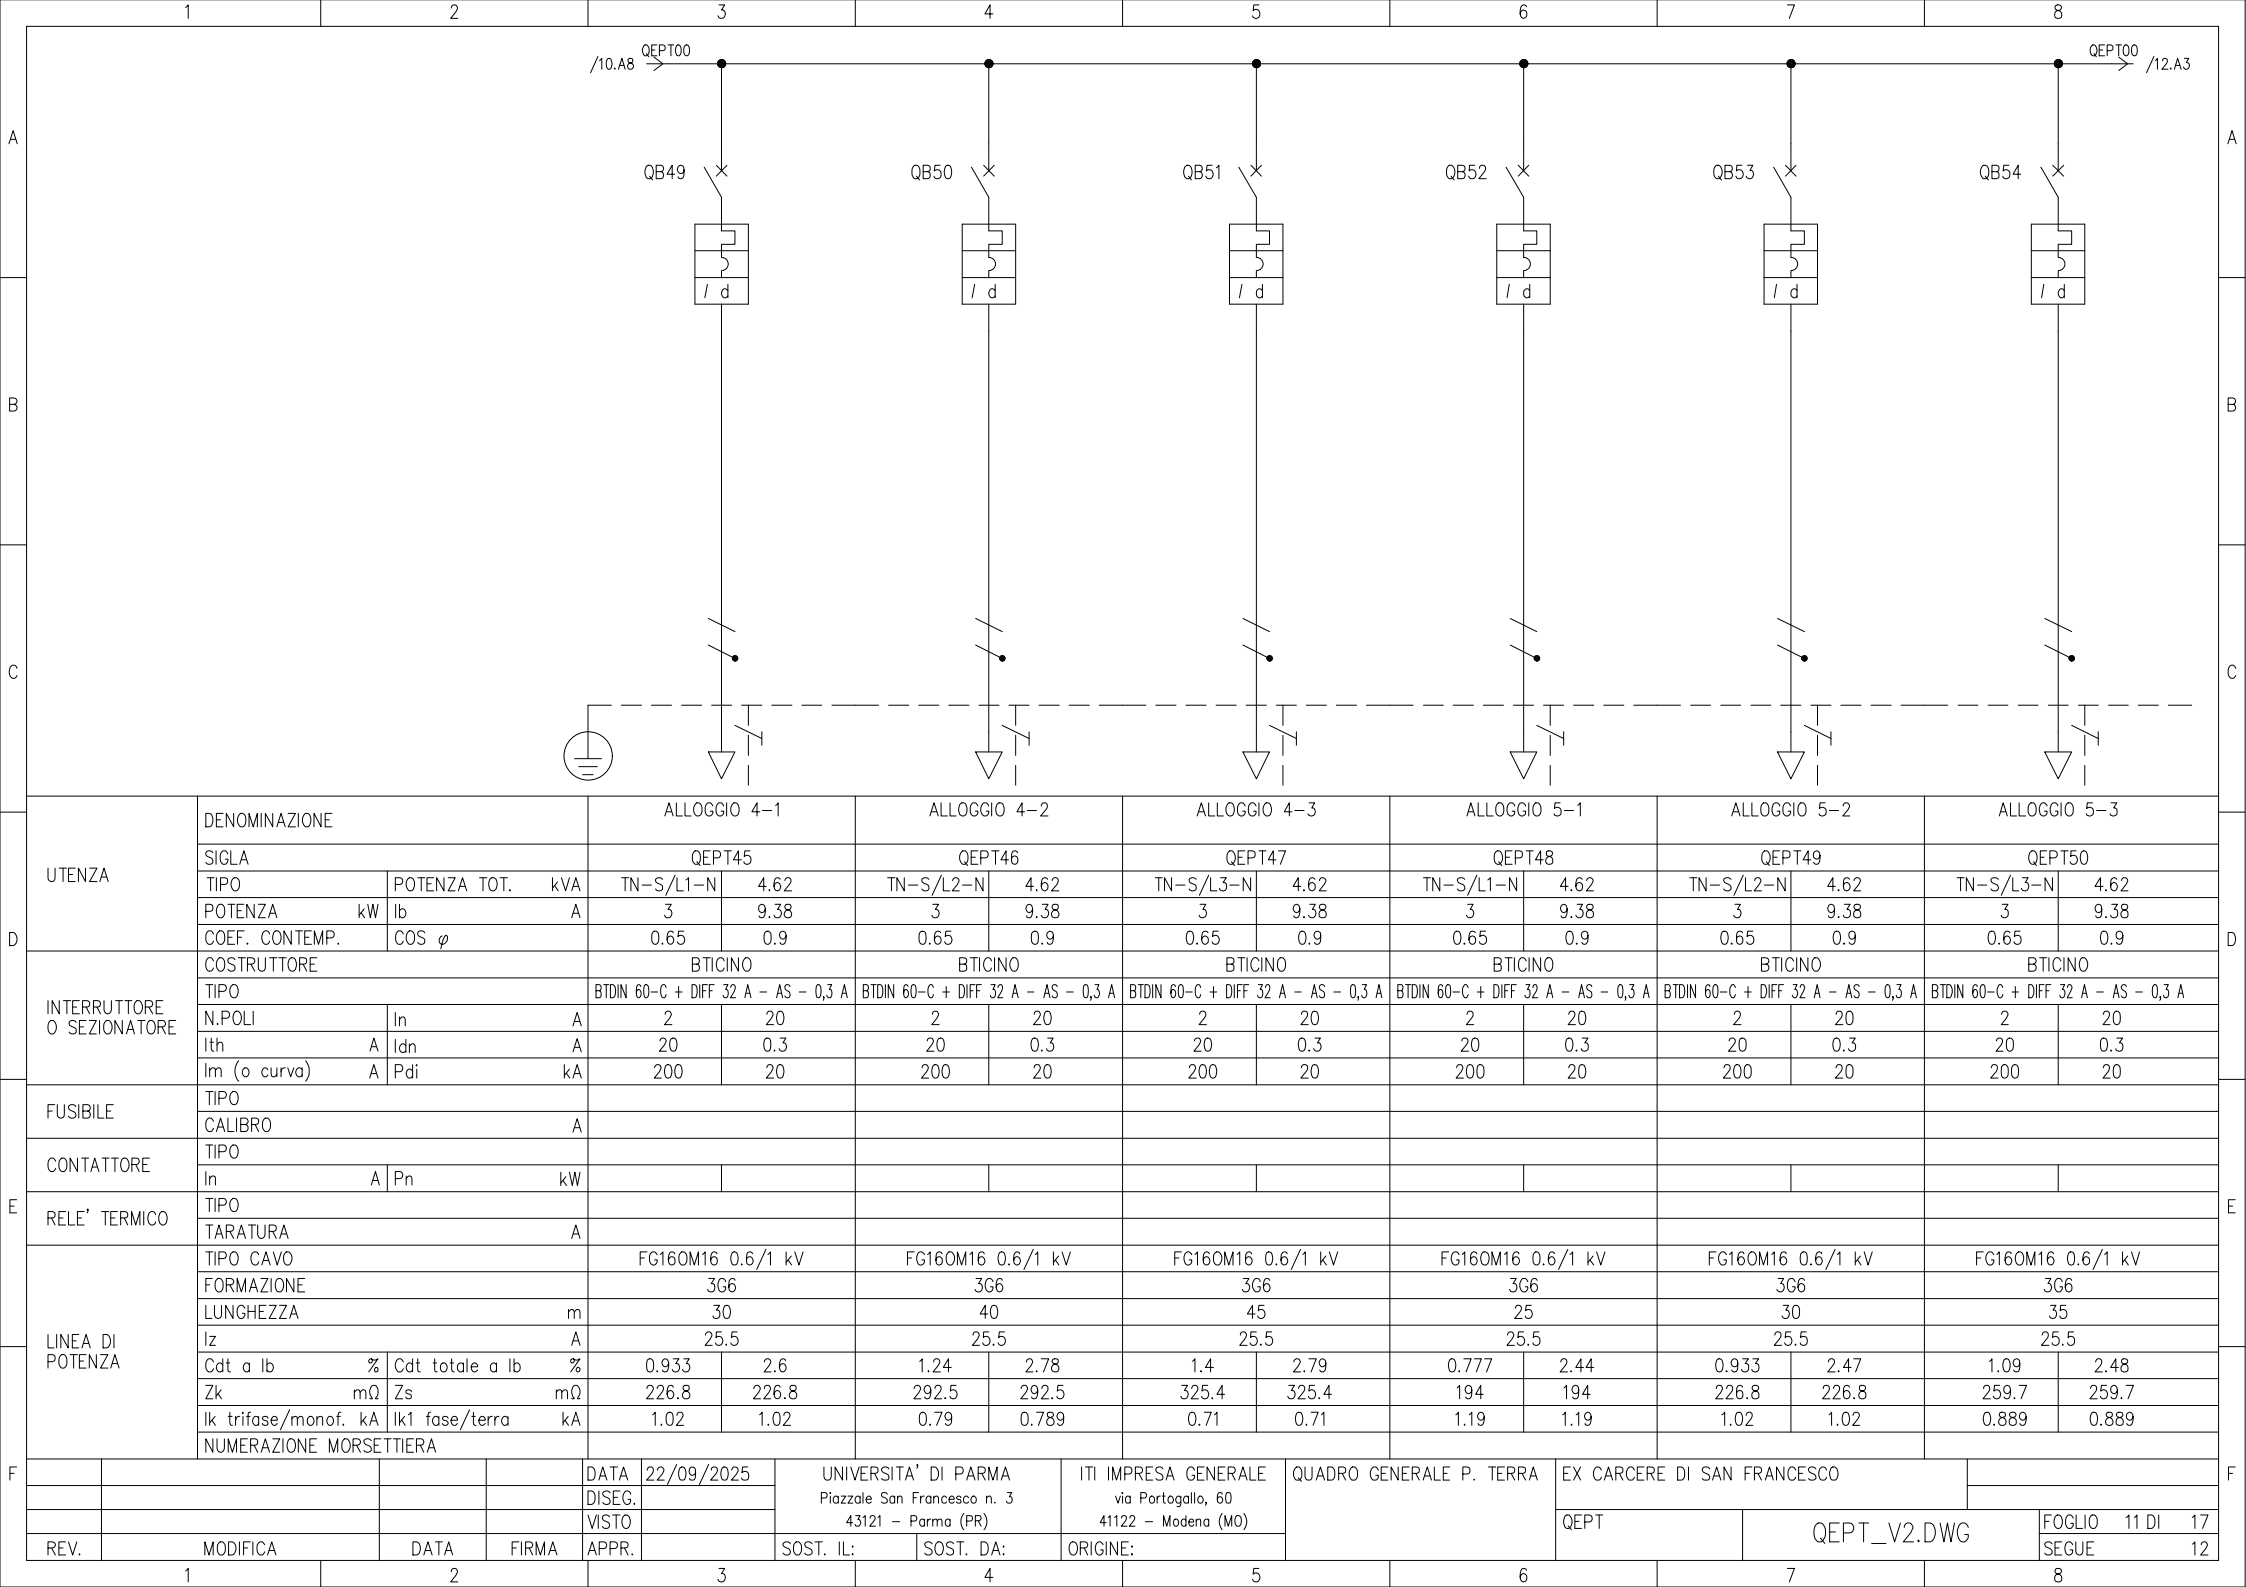 1 2 3 4 5 6 7 8
QEPT00 QEPT00
/10.A8 /12.A3
A A
QB49 QB50 QB51 QB52 QB53 QB54
I d I d I d I d I d I d
B B
C C
ALLOGGIO 4-1 ALLOGGIO 4-2 ALLOGGIO 4-3 ALLOGGIO 5-1 ALLOGGIO 5-2 ALLOGGIO 5-3
DENOMINAZIONE
UTENZA
SIGLA QEPT45 QEPT46 QEPT47 QEPT48 QEPT49 QEPT50
TIPO POTENZA TOT. kVA TN-S/L1-N 4.62 TN-S/L2-N 4.62 TN-S/L3-N 4.62 TN-S/L1-N 4.62 TN-S/L2-N 4.62 TN-S/L3-N 4.62
POTENZA kW Ib A 3 9.38 3 9.38 3 9.38 3 9.38 3 9.38 3 9.38
D COEF. CONTEMP. COS φ 0.65 0.9 0.65 0.9 0.65 0.9 0.65 0.9 0.65 0.9 0.65 0.9 D
INTERRUTTORE
O SEZIONATORE
COSTRUTTORE BTICINO BTICINO BTICINO BTICINO BTICINO BTICINO
TIPO BTDIN 60-C + DIFF 32 A - AS - 0,3 A BTDIN 60-C + DIFF 32 A - AS - 0,3 A BTDIN 60-C + DIFF 32 A - AS - 0,3 A BTDIN 60-C + DIFF 32 A - AS - 0,3 A BTDIN 60-C + DIFF 32 A - AS - 0,3 A BTDIN 60-C + DIFF 32 A - AS - 0,3 A
N.POLI In A 2 20 2 20 2 20 2 20 2 20 2 20
Ith A Idn A 20 0.3 20 0.3 20 0.3 20 0.3 20 0.3 20 0.3
Im (o curva) A Pdi kA 200 20 200 20 200 20 200 20 200 20 200 20
FUSIBILE
TIPO
CALIBRO A
CONTATTORE
TIPO
In A Pn kW
E E
RELE' TERMICO
TIPO
TARATURA A
LINEA DI
POTENZA
TIPO CAVO FG16OM16 0.6/1 kV FG16OM16 0.6/1 kV FG16OM16 0.6/1 kV FG16OM16 0.6/1 kV FG16OM16 0.6/1 kV FG16OM16 0.6/1 kV
FORMAZIONE 3G6 3G6 3G6 3G6 3G6 3G6
LUNGHEZZA m 30 40 45 25 30 35
Iz A 25.5 25.5 25.5 25.5 25.5 25.5
Cdt a Ib % Cdt totale a Ib % 0.933 2.6 1.24 2.78 1.4 2.79 0.777 2.44 0.933 2.47 1.09 2.48
Zk mΩ Zs mΩ 226.8 226.8 292.5 292.5 325.4 325.4 194 194 226.8 226.8 259.7 259.7
Ik trifase/monof. kA Ik1 fase/terra kA 1.02 1.02 0.79 0.789 0.71 0.71 1.19 1.19 1.02 1.02 0.889 0.889
NUMERAZIONE MORSETTIERA
F DATA 22/09/2025 UNIVERSITA' DI PARMA ITI IMPRESA GENERALE QUADRO GENERALE P. TERRA EX CARCERE DI SAN FRANCESCO F
DISEG. Piazzale San Francesco n. 3 via Portogallo, 60
VISTO 43121 - Parma (PR) 41122 - Modena (MO) QEPT QEPT_V2.DWG FOGLIO 11 DI 17
REV. MODIFICA DATA FIRMA APPR. SOST. IL: SOST. DA: ORIGINE: SEGUE 12
1 2 3 4 5 6 7 8